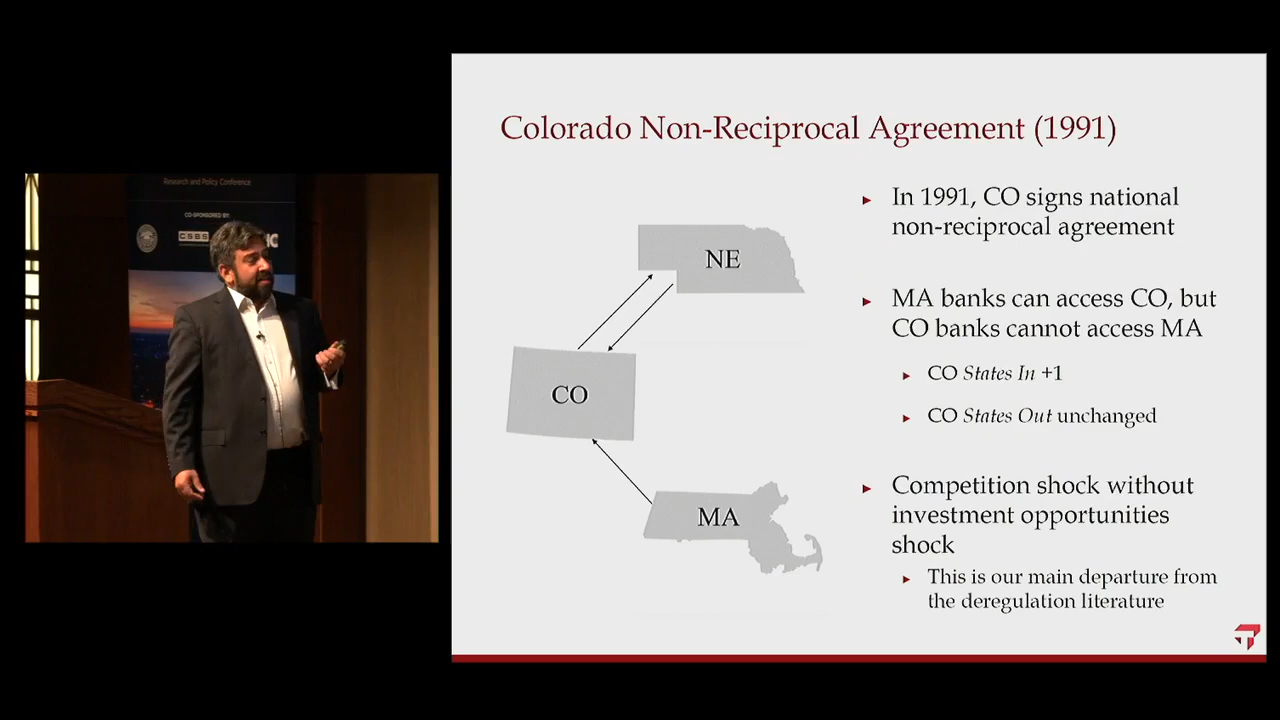 Research and Policy Conference
CO-SPONSORED BY:
CSBS
Colorado Non-Reciprocal Agreement (1991)
NE
CO
MA
▸ In 1991, CO signs national
non-reciprocal agreement
▸ MA banks can access CO, but
CO banks cannot access MA
▸ CO States In +1
▸ CO States Out unchanged
▸ Competition shock without
investment opportunities
shock
▸ This is our main departure from
the deregulation literature